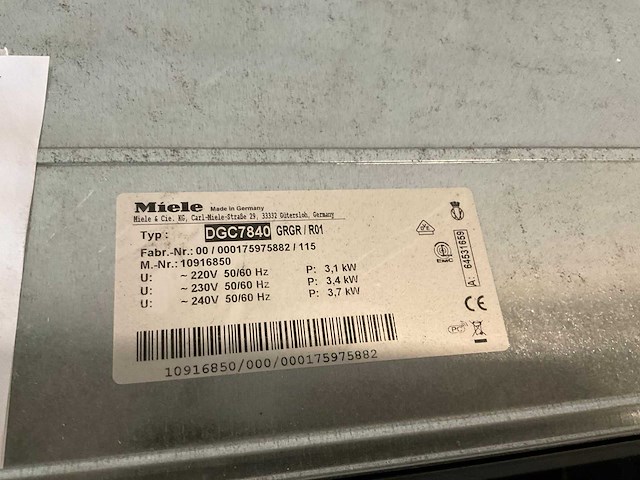 Miele Made in Germany
Miele & Cie. KG, Carl-Miele-Straße 29, 33332 Gütersloh, Germany
Typ: DGC7840 GRGR / R01
Fabr.-Nr.: 00 / 000175975882 / 115
M.-Nr.: 10916850
U: ~ 220V 50/60 Hz P: 3,1 kW
U: ~ 230V 50/60 Hz P: 3,4 kW
U: ~ 240V 50/60 Hz P: 3,7 kW
10916850/000/000175975882
EMC
A: 64531659
CE
PC